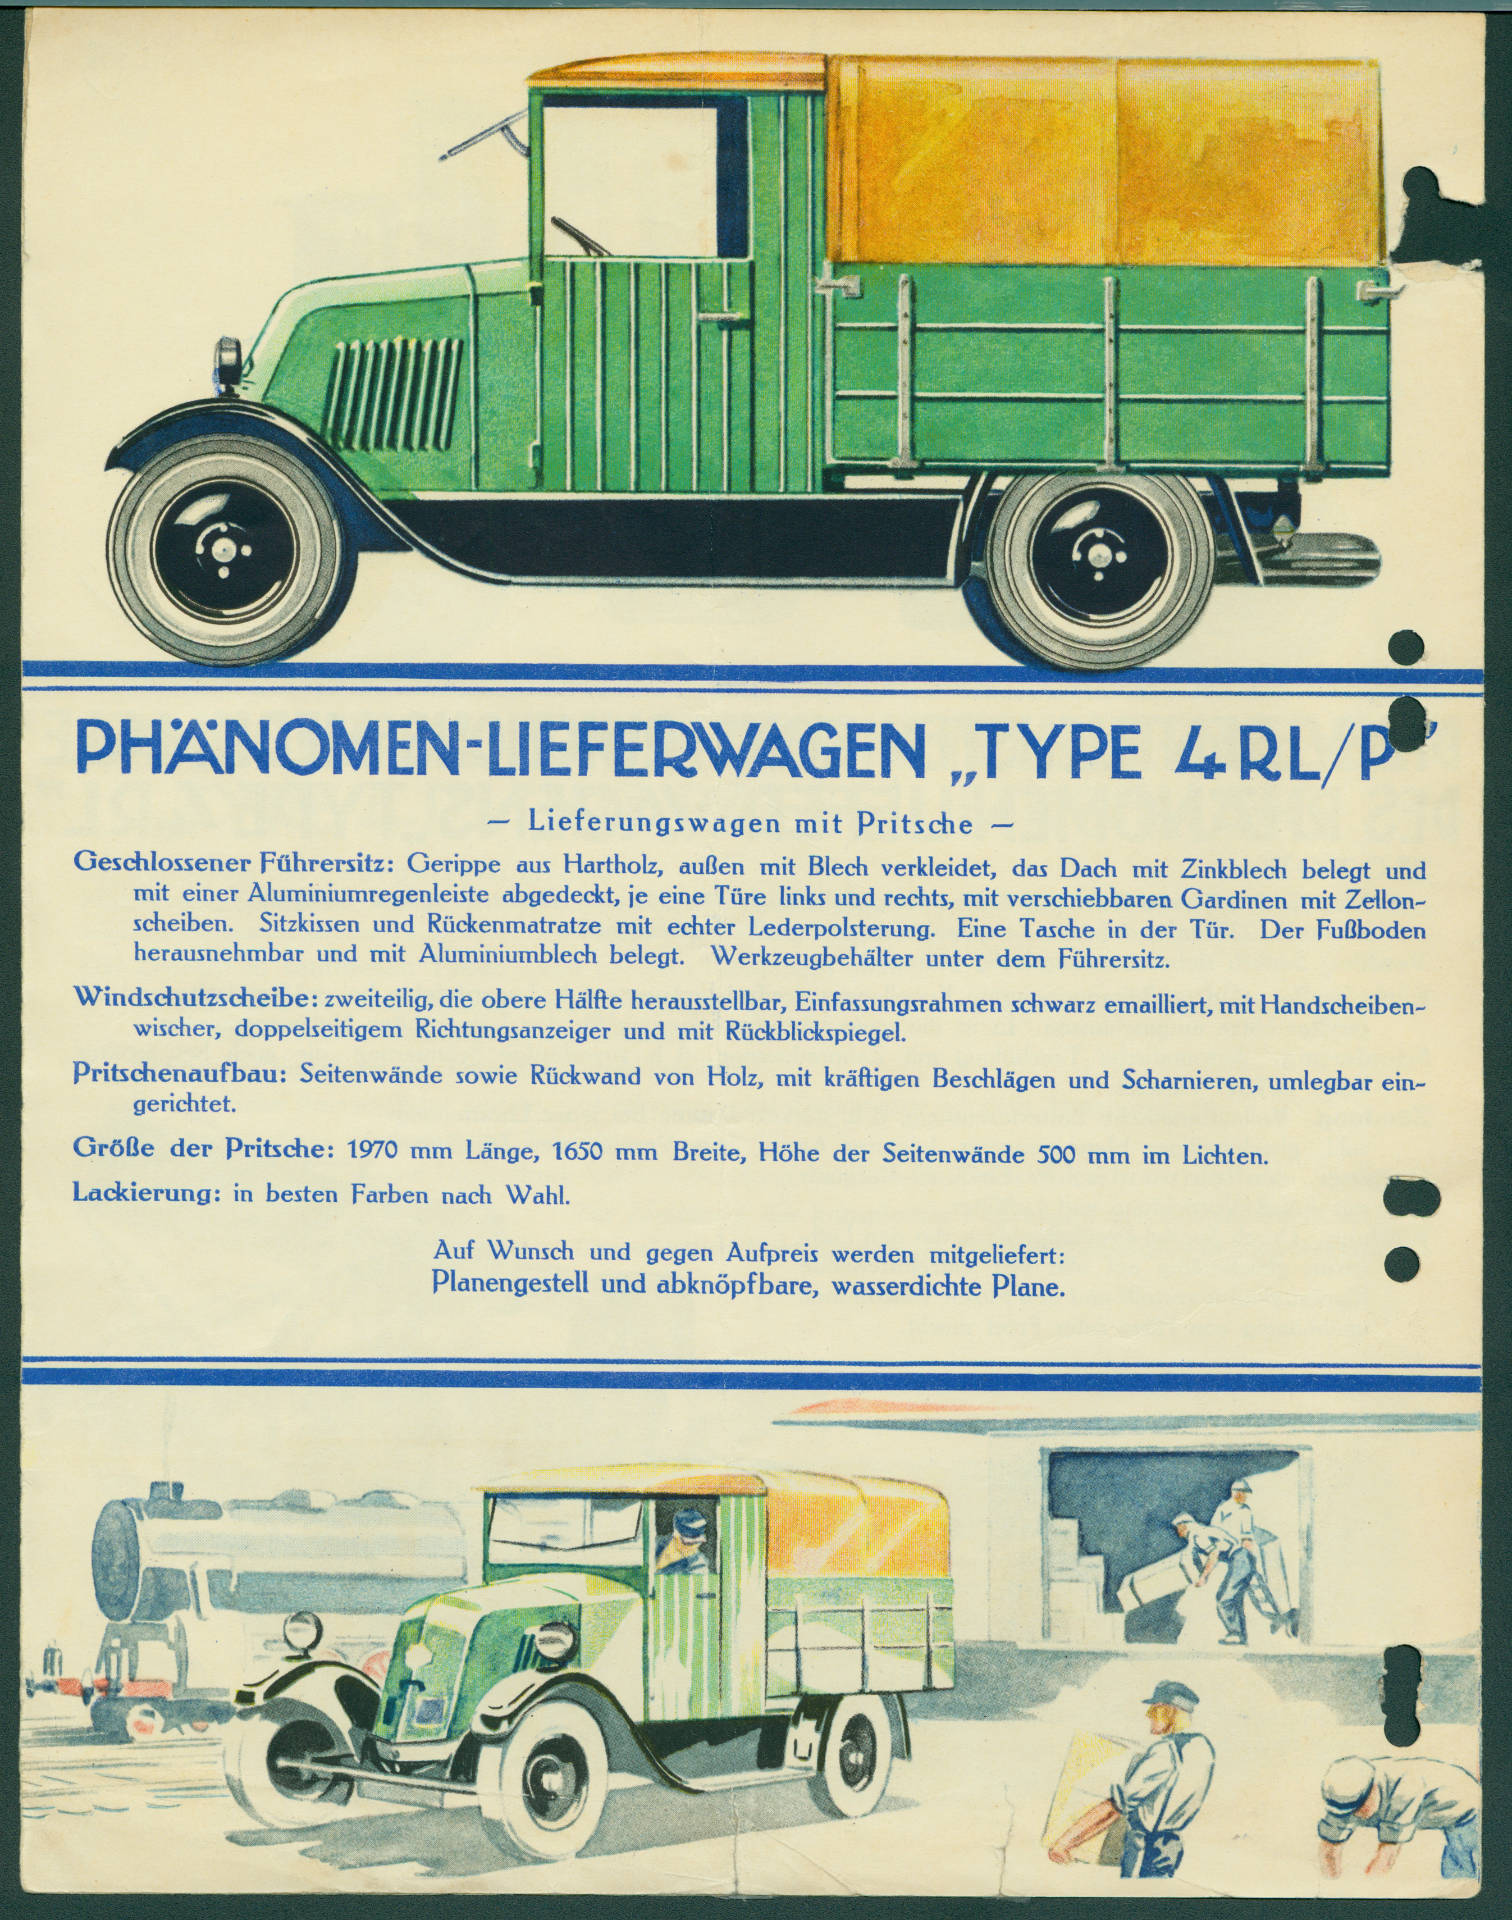 PHÄNOMEN-LIEFERWAGEN „TYPE 4 RL/P"
— Lieferungswagen mit Pritsche —
Geschlossener Führersitz: Gerippe aus Hartholz, außen mit Blech verkleidet, das Dach mit Zinkblech belegt und
mit einer Aluminiumregenleiste abgedeckt, je eine Türe links und rechts, mit verschiebbaren Gardinen mit Zellon-
scheiben. Sitzkissen und Rückenmatratze mit echter Lederpolsterung. Eine Tasche in der Tür. Der Fußboden
herausnehmbar und mit Aluminiumblech belegt. Werkzeugbehälter unter dem Führersitz.
Windschutzscheibe: zweiteilig, die obere Hälfte herausstellbar, Einfassungsrahmen schwarz emailliert, mit Handscheiben-
wischer, doppelseitigem Richtungsanzeiger und mit Rückblickspiegel.
Pritschenaufbau: Seitenwände sowie Rückwand von Holz, mit kräftigen Beschlägen und Scharnieren, umlegbar ein-
gerichtet.
Größe der Pritsche: 1970 mm Länge, 1650 mm Breite, Höhe der Seitenwände 500 mm im Lichten.
Lackierung: in besten Farben nach Wahl.
Auf Wunsch und gegen Aufpreis werden mitgeliefert:
Planengestell und abknöpfbare, wasserdichte Plane.